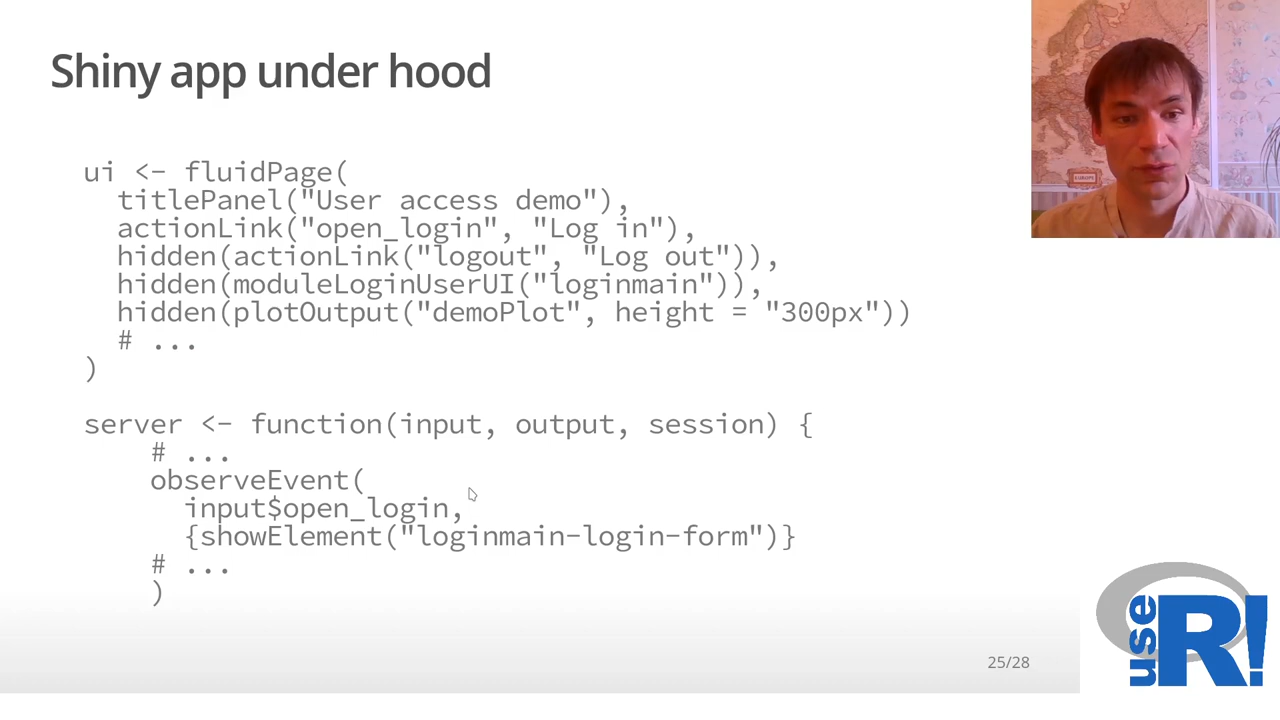 Shiny app under hood
ui <- fluidPage(
  titlePanel("User access demo"),
  actionLink("open_login", "Log in"),
  hidden(actionLink("logout", "Log out")),
  hidden(moduleLoginUserUI("loginmain")),
  hidden(plotOutput("demoPlot", height = "300px"))
  # ...
)
server <- function(input, output, session) {
    # ...
    observeEvent(
      input$open_login,
      {showElement("loginmain-login-form")}
    # ...
    )
25/28
use
R!